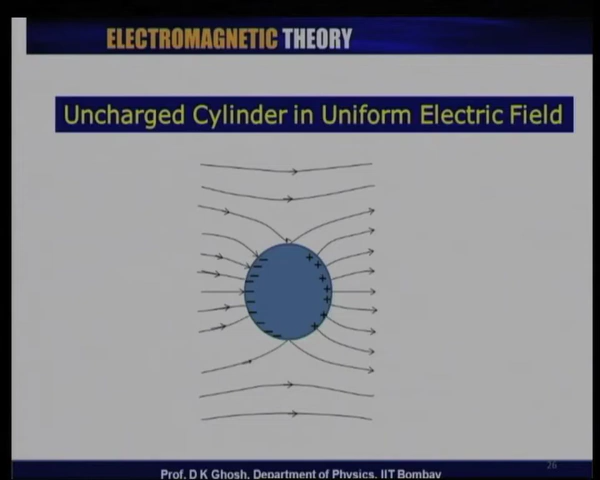 ELECTROMAGNETIC THEORY
Uncharged Cylinder in Uniform Electric Field
26
Prof. D K Ghosh, Department of Physics, IIT Bombay